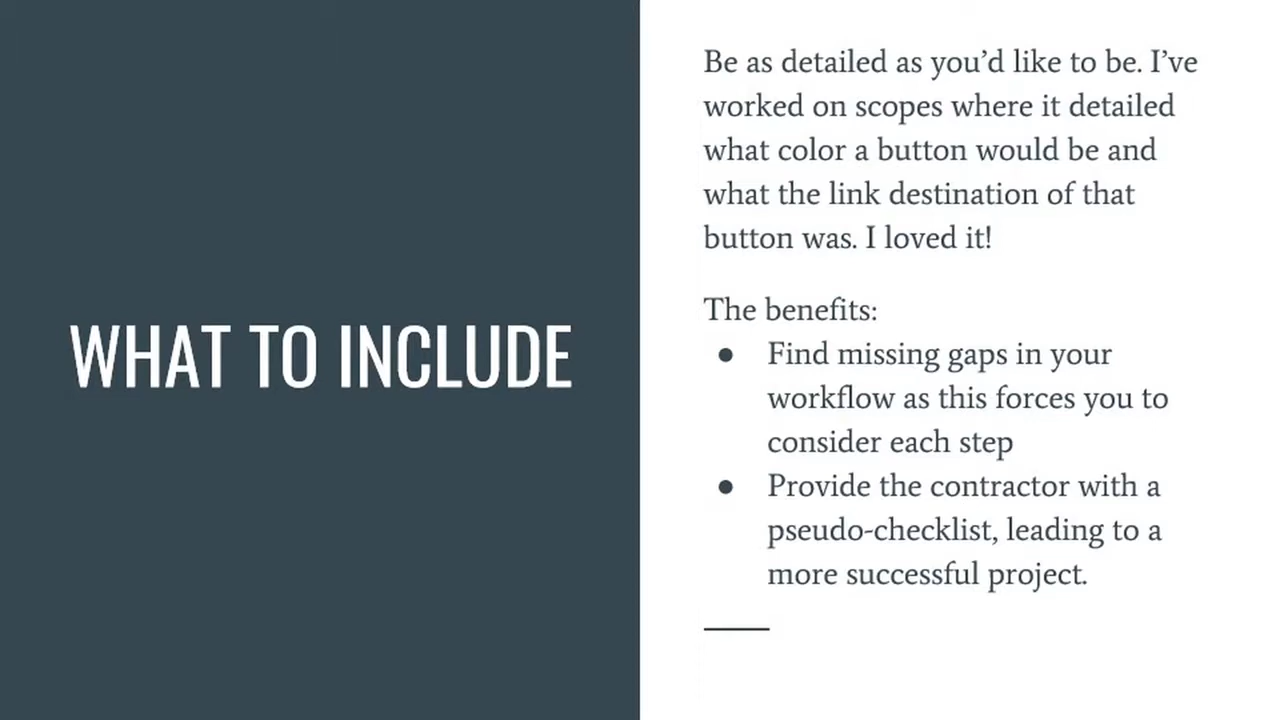 WHAT TO INCLUDE
Be as detailed as you’d like to be. I’ve
worked on scopes where it detailed
what color a button would be and
what the link destination of that
button was. I loved it!
The benefits:
● Find missing gaps in your
workflow as this forces you to
consider each step
● Provide the contractor with a
pseudo-checklist, leading to a
more successful project.